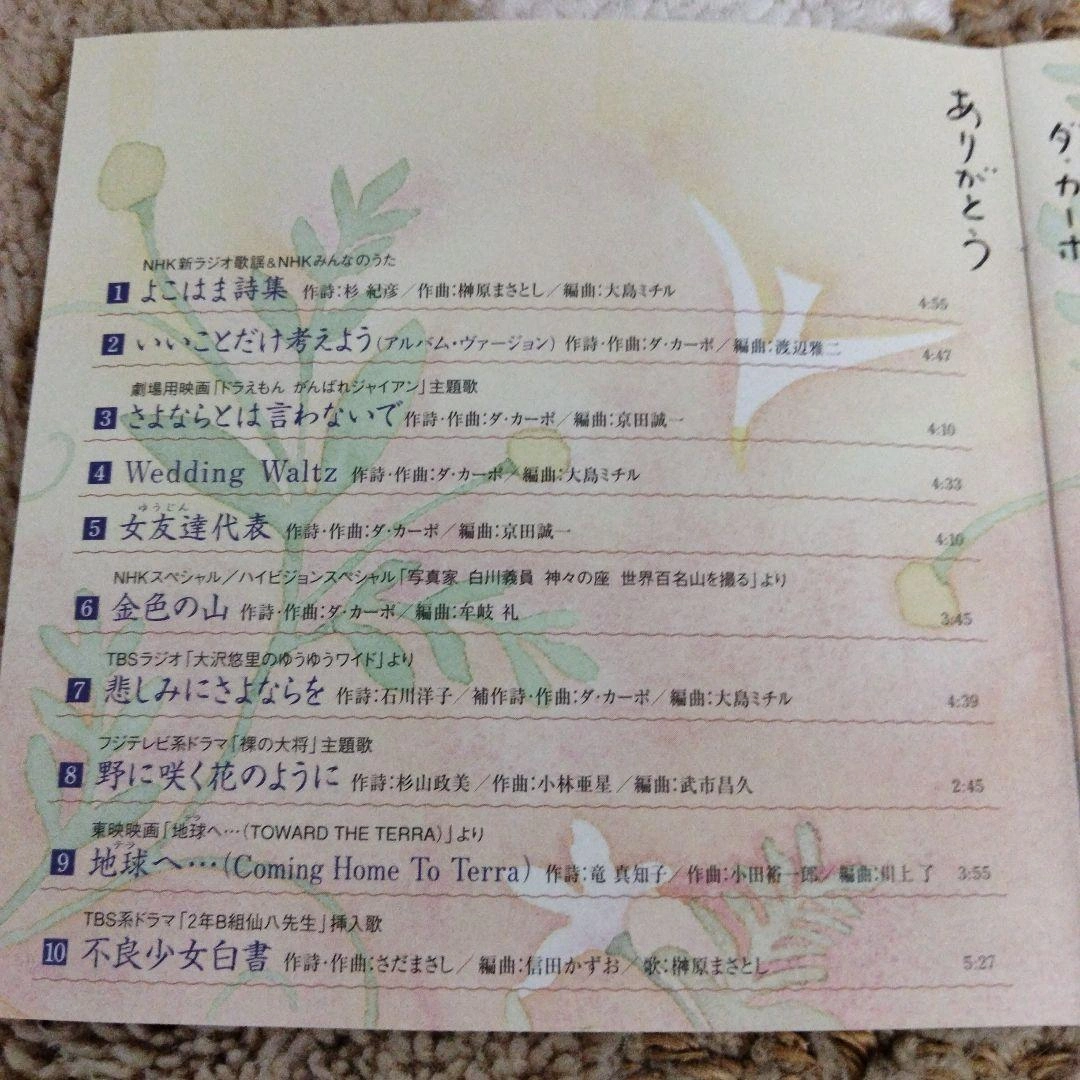 ダ・カーポ
ありがとう
NHK新ラジオ歌謡&NHKみんなのうた
1 よこはま詩集 作詩:杉 紀彦/作曲:榊原まさとし/編曲:大島ミチル 4:56
2 いいことだけ考えよう(アルバム・ヴァージョン) 作詩・作曲:ダ・カーポ/編曲:渡辺雅二 4:47
劇場用映画「ドラえもん がんばれジャイアン」主題歌
3 さよならとは言わないで 作詩・作曲:ダ・カーポ/編曲:京田誠一 4:10
4 Wedding Waltz 作詩・作曲:ダ・カーポ/編曲:大島ミチル 4:33
ゆうじん
5 女友達代表 作詩・作曲:ダ・カーポ/編曲:京田誠一 4:10
NHKスペシャル/ハイビジョンスペシャル「写真家 白川義員 神々の座 世界百名山を撮る」より
6 金色の山 作詩・作曲:ダ・カーポ/編曲:牟岐 礼 3:45
TBSラジオ「大沢悠里のゆうゆうワイド」より
7 悲しみにさよならを 作詩:石川洋子/補作詩・作曲:ダ・カーポ/編曲:大島ミチル 4:39
フジテレビ系ドラマ「裸の大将」主題歌
8 野に咲く花のように 作詩:杉山政美/作曲:小林亜星/編曲:武市昌久 2:45
テラ
東映映画「地球へ…(TOWARD THE TERRA)」より
テラ
9 地球へ…(Coming Home To Terra) 作詩:竜 真知子/作曲:小田裕一郎/編曲:川上 了 3:55
TBS系ドラマ「2年B組仙八先生」挿入歌
10 不良少女白書 作詩・作曲:さだまさし/編曲:信田かずお/歌:榊原まさとし 5:27